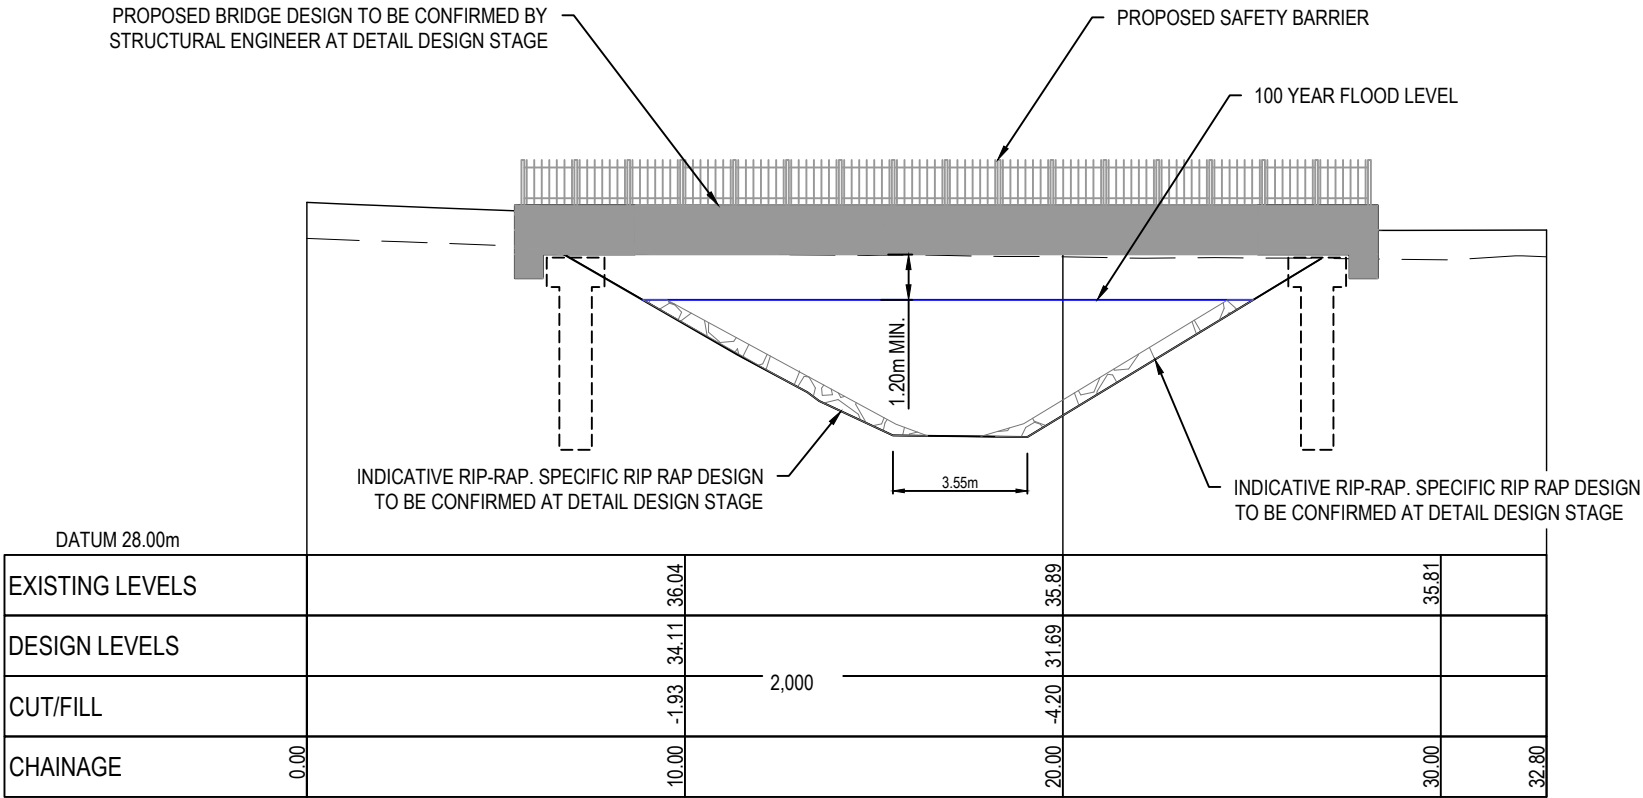 PROPOSED BRIDGE DESIGN TO BE CONFIRMED BY
STRUCTURAL ENGINEER AT DETAIL DESIGN STAGE
PROPOSED SAFETY BARRIER
100 YEAR FLOOD LEVEL
1.20m MIN.
3.55m
INDICATIVE RIP-RAP. SPECIFIC RIP RAP DESIGN
TO BE CONFIRMED AT DETAIL DESIGN STAGE
INDICATIVE RIP-RAP. SPECIFIC RIP RAP DESIGN
TO BE CONFIRMED AT DETAIL DESIGN STAGE
DATUM 28.00m
EXISTING LEVELS 36.04 35.89 35.81
DESIGN LEVELS 34.11 31.69
2,000
CUT/FILL -1.93 -4.20
CHAINAGE 0.00 10.00 20.00 30.00 32.80